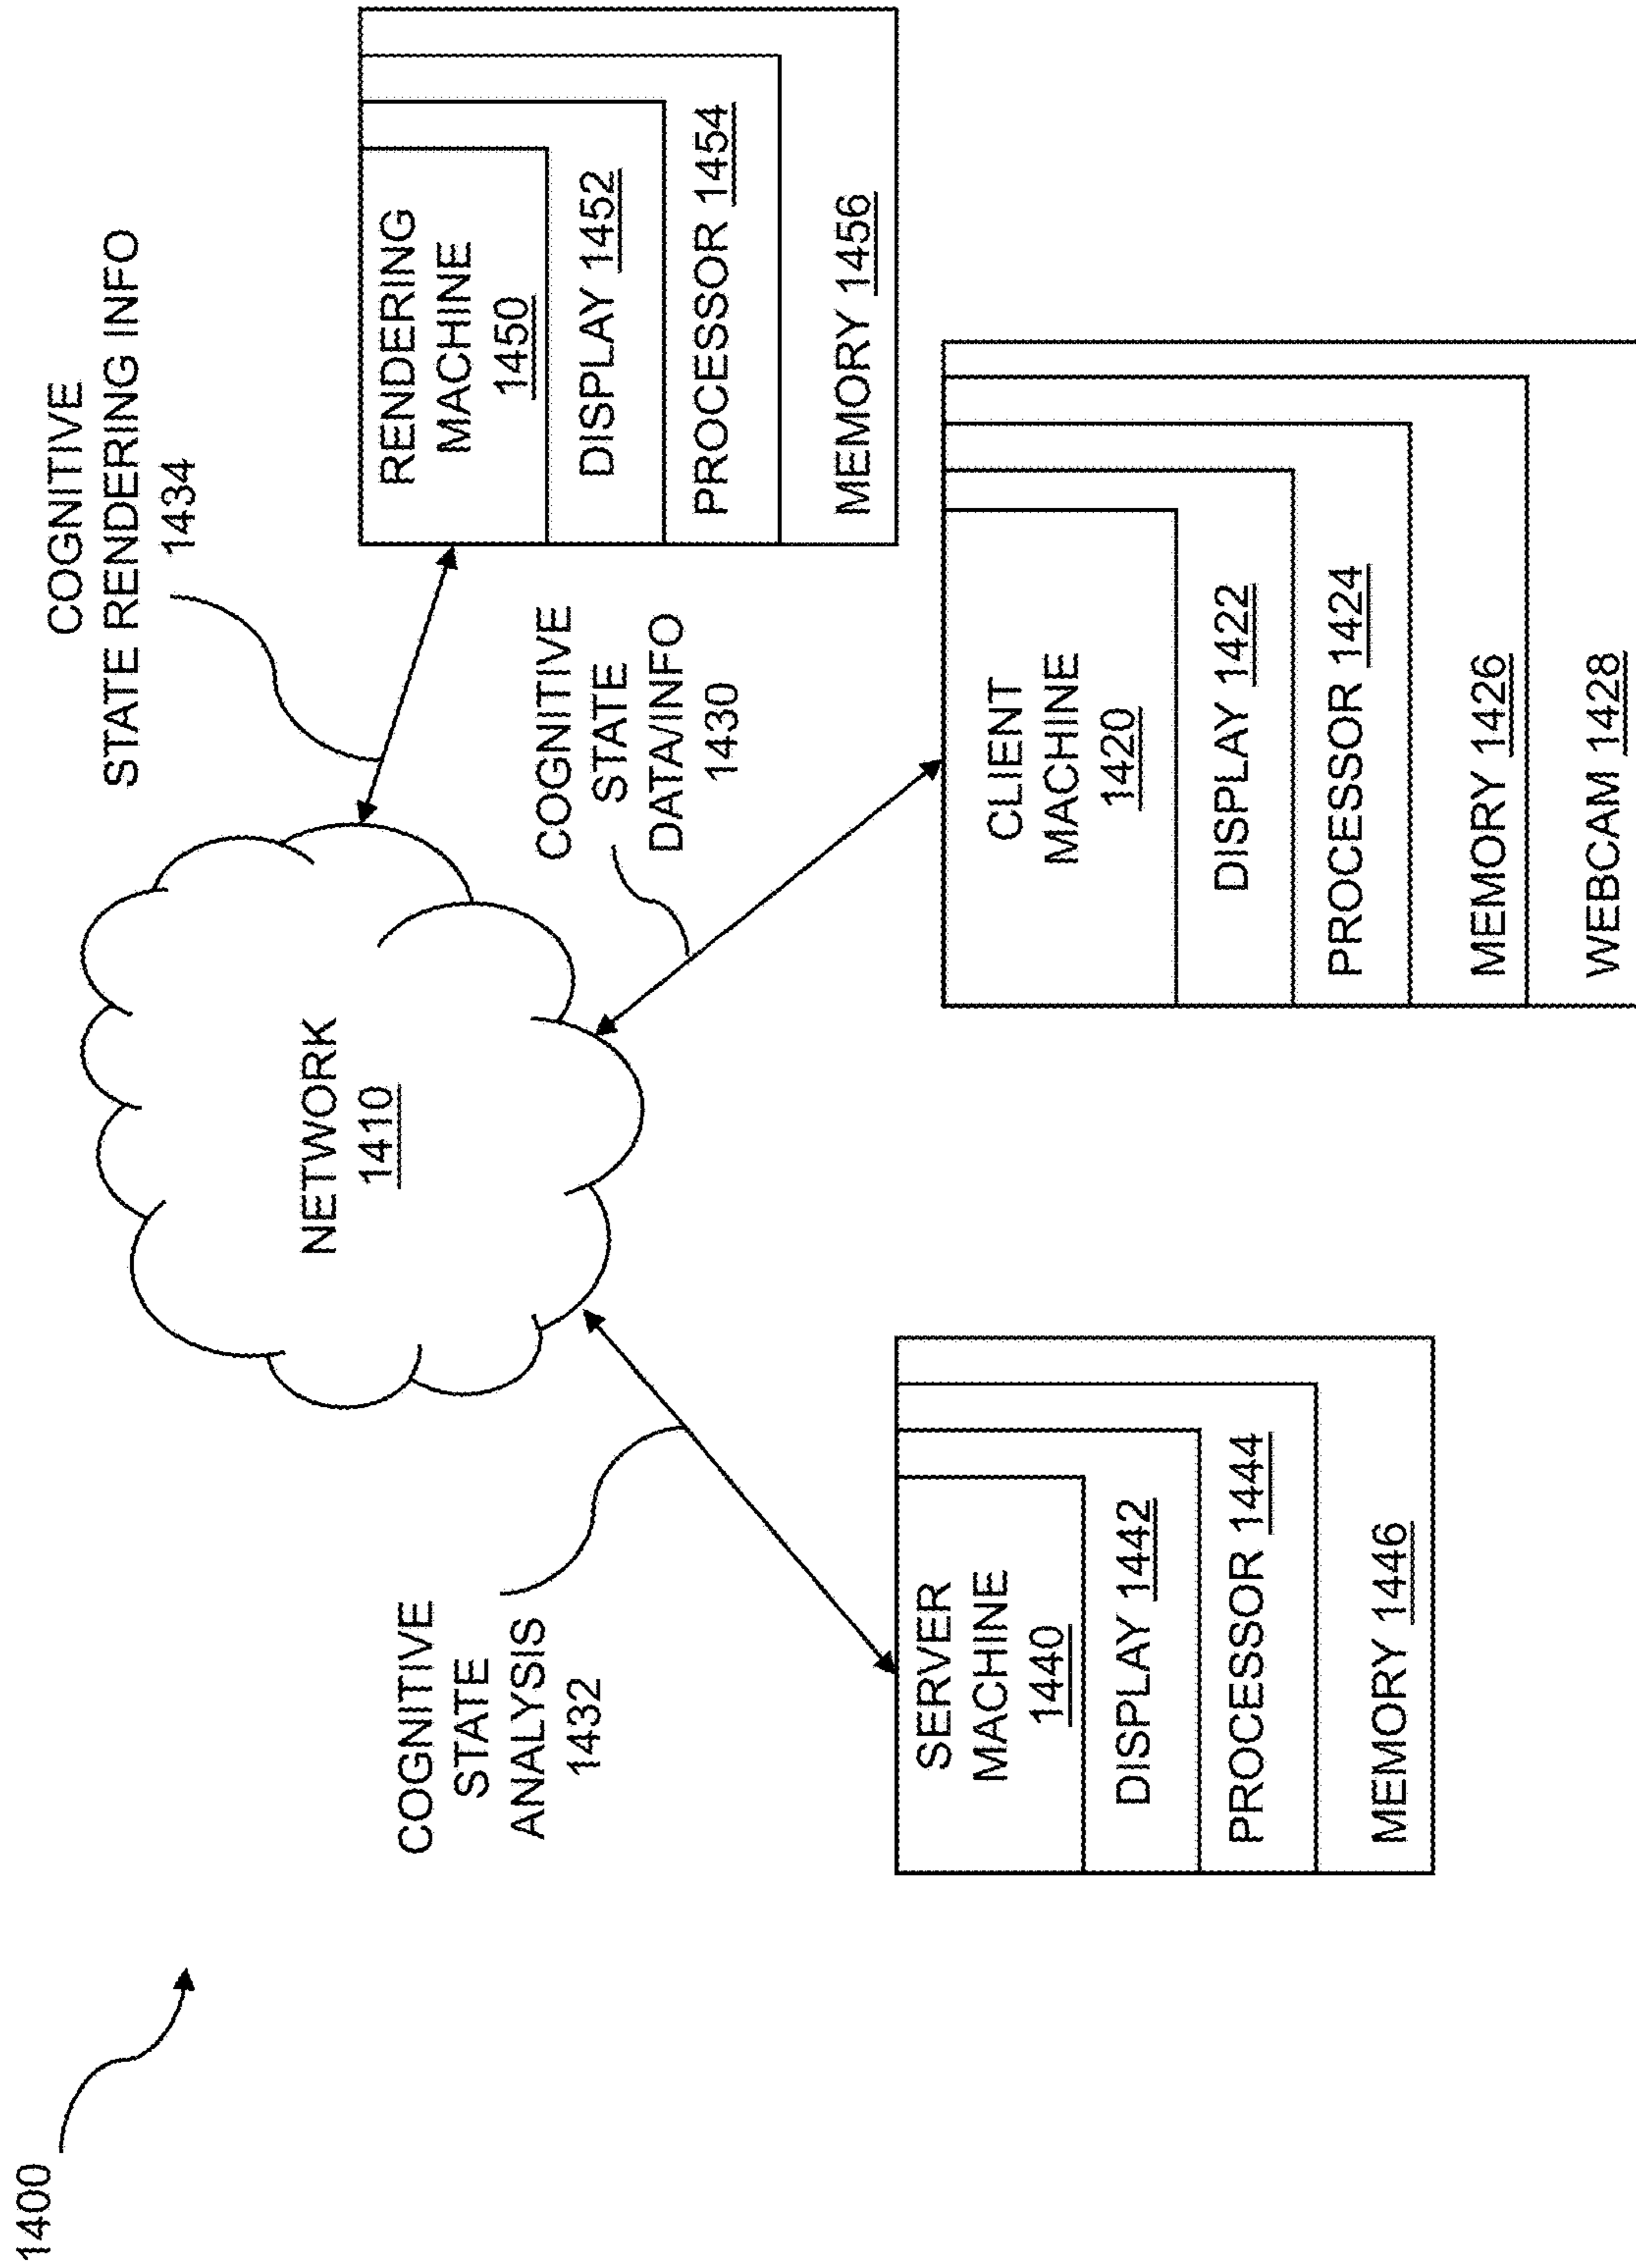 1400
NETWORK
1410
COGNITIVE
STATE RENDERING INFO
1434
COGNITIVE
STATE
ANALYSIS
1432
COGNITIVE
STATE
DATA/INFO
1430
SERVER
MACHINE
1440
DISPLAY 1442
PROCESSOR 1444
MEMORY 1446
CLIENT
MACHINE
1420
DISPLAY 1422
PROCESSOR 1424
MEMORY 1426
WEBCAM 1428
RENDERING
MACHINE
1450
DISPLAY 1452
PROCESSOR 1454
MEMORY 1456